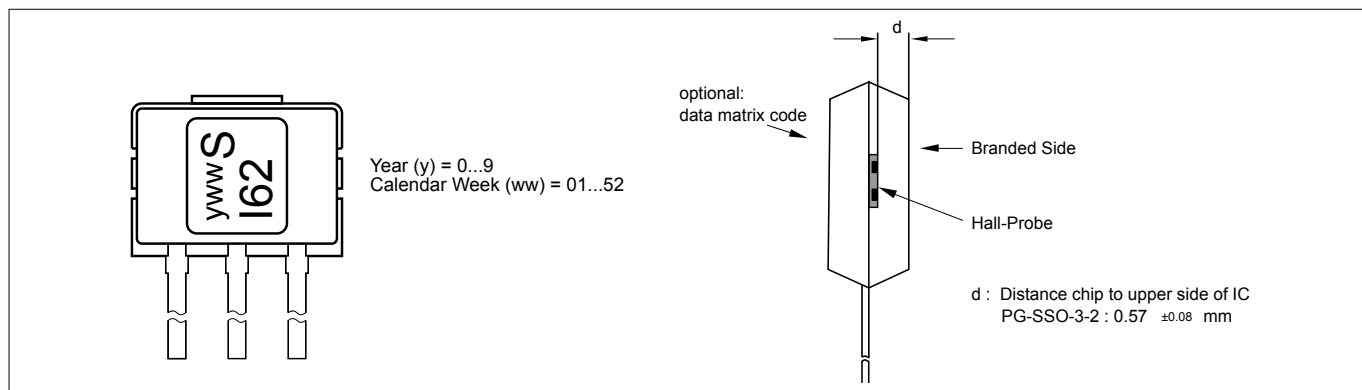 ywwS
I62
Year (y) = 0...9
Calendar Week (ww) = 01...52
d
optional:
data matrix code
Branded Side
Hall-Probe
d : Distance chip to upper side of IC
PG-SSO-3-2 : 0.57 ±0.08 mm